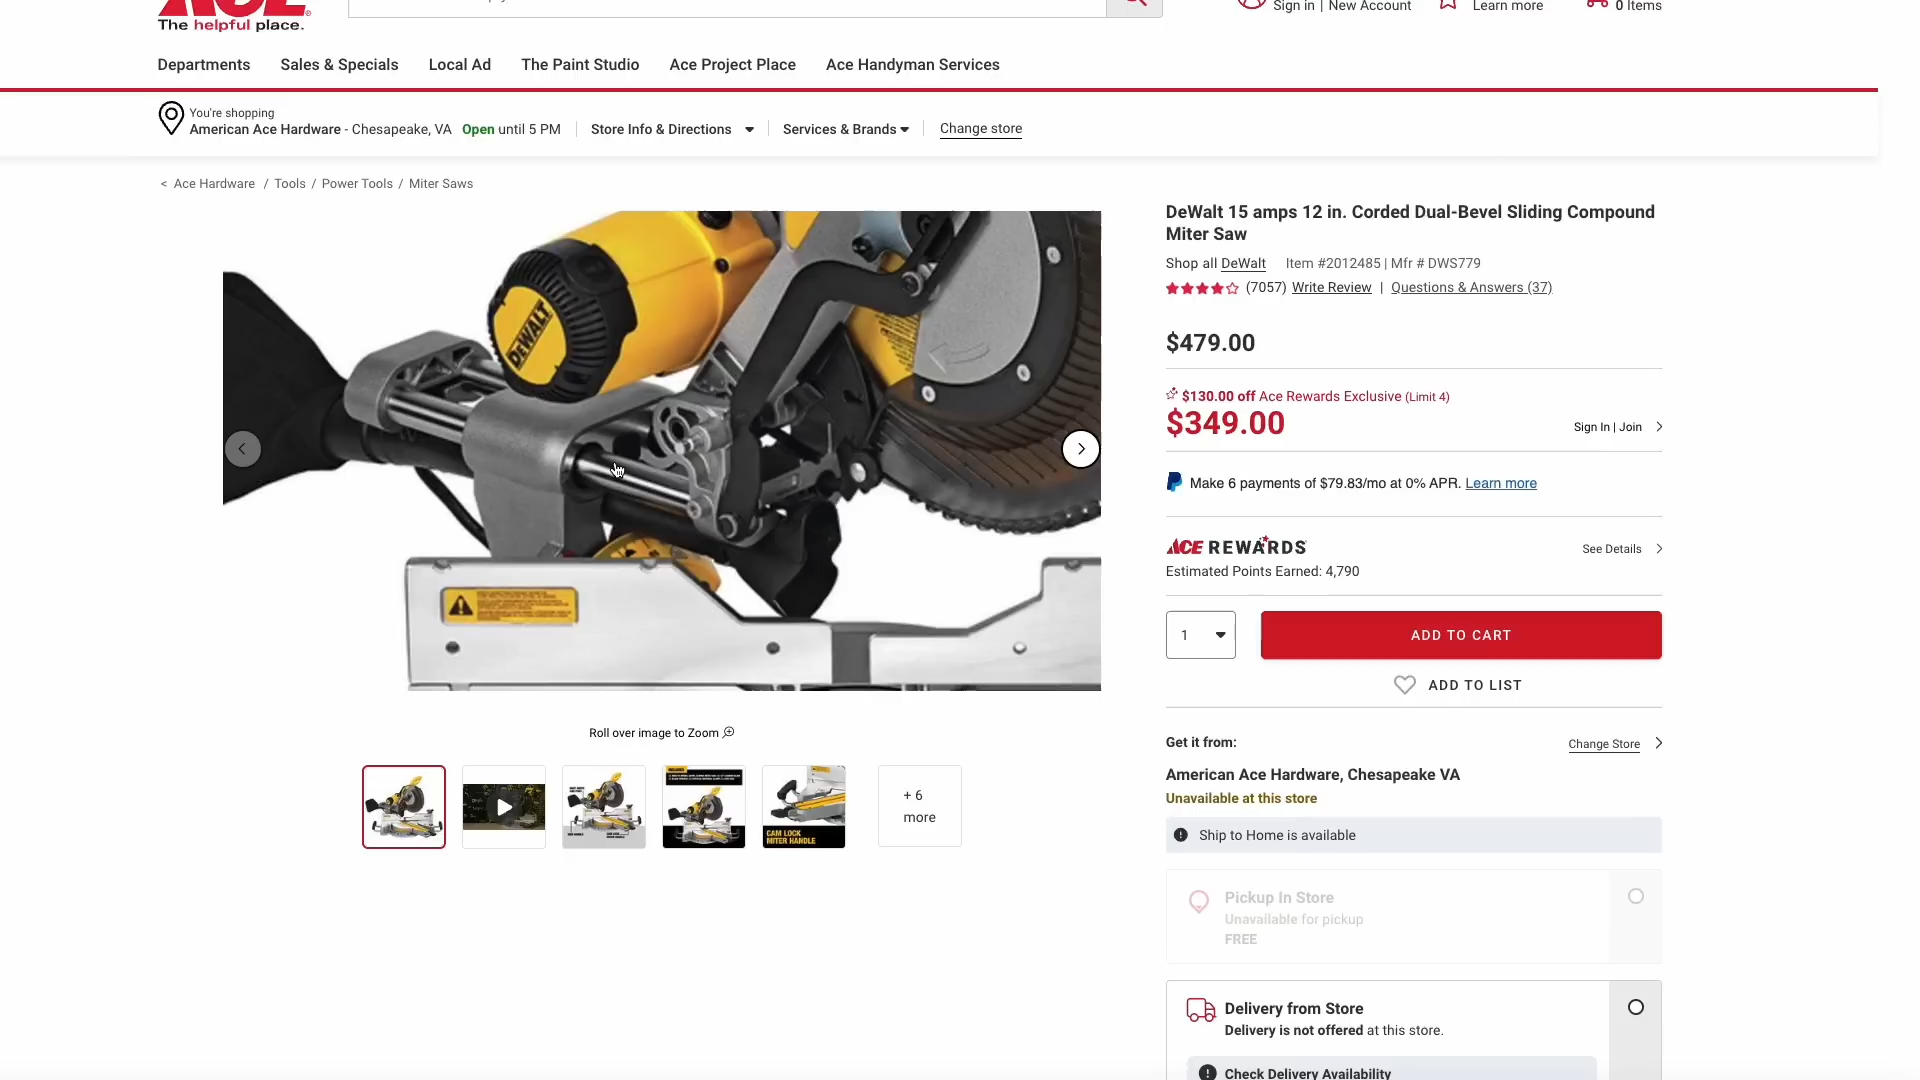 ACE
The helpful place.
Sign in | New Account
Learn more
0 Items
Departments
Sales & Specials
Local Ad
The Paint Studio
Ace Project Place
Ace Handyman Services
You're shopping
American Ace Hardware - Chesapeake, VA Open until 5 PM
Store Info & Directions
Services & Brands
Change store
< Ace Hardware / Tools / Power Tools / Miter Saws
DeWalt 15 amps 12 in. Corded Dual-Bevel Sliding Compound
Miter Saw
Shop all DeWalt Item #2012485 | Mfr # DWS779
(7057) Write Review | Questions & Answers (37)
$479.00
$130.00 off Ace Rewards Exclusive (Limit 4)
$349.00
Sign In | Join
Make 6 payments of $79.83/mo at 0% APR. Learn more
ACE REWARDS
See Details
Estimated Points Earned: 4,790
1
ADD TO CART
ADD TO LIST
DEWALT
Roll over image to Zoom
CAM LOCK
MITER HANDLE
+ 6
more
Get it from:
Change Store
American Ace Hardware, Chesapeake VA
Unavailable at this store
Ship to Home is available
Pickup In Store
Unavailable for pickup
FREE
Delivery from Store
Delivery is not offered at this store.
Check Delivery Availability